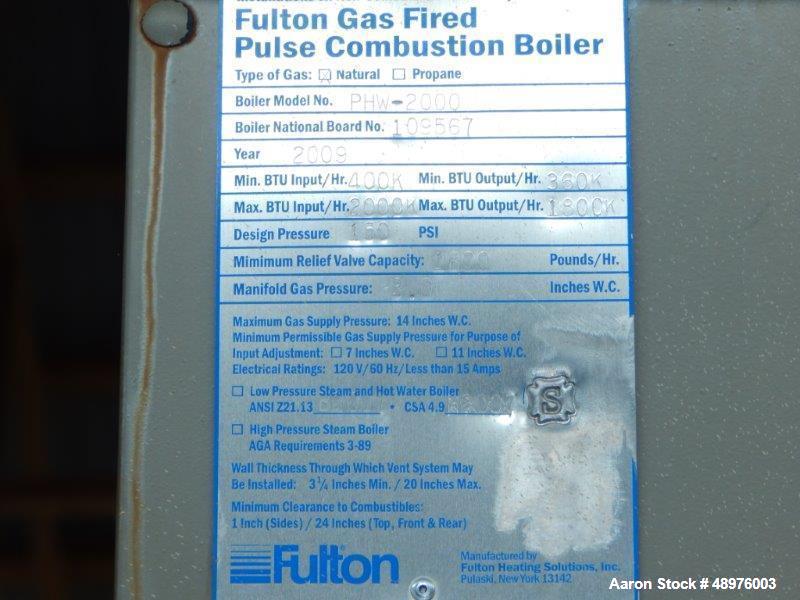 Fulton Gas Fired
Pulse Combustion Boiler
Type of Gas: ☒ Natural ☐ Propane
Boiler Model No. PHW-2000
Boiler National Board No. 109567
Year 2009
Min. BTU Input/Hr. 400K Min. BTU Output/Hr. 360K
Max. BTU Input/Hr. 2000K Max. BTU Output/Hr. 1800K
Design Pressure 160 PSI
Mimimum Relief Valve Capacity: Pounds/Hr.
Manifold Gas Pressure: Inches W.C.
Maximum Gas Supply Pressure: 14 Inches W.C.
Minimum Permissible Gas Supply Pressure for Purpose of
Input Adjustment: ☐ 7 Inches W.C. ☐ 11 Inches W.C.
Electrical Ratings: 120 V/60 Hz/Less than 15 Amps
☐ Low Pressure Steam and Hot Water Boiler
ANSI Z21.13 • CSA 4.9
S
☐ High Pressure Steam Boiler
AGA Requirements 3-89
Wall Thickness Through Which Vent System May
Be Installed: 3 1/4 Inches Min. / 20 Inches Max.
Minimum Clearance to Combustibles:
1 Inch (Sides) / 24 Inches (Top, Front & Rear)
Fulton
Manufactured by
Fulton Heating Solutions, Inc.
Pulaski, New York 13142
Aaron Stock # 48976003